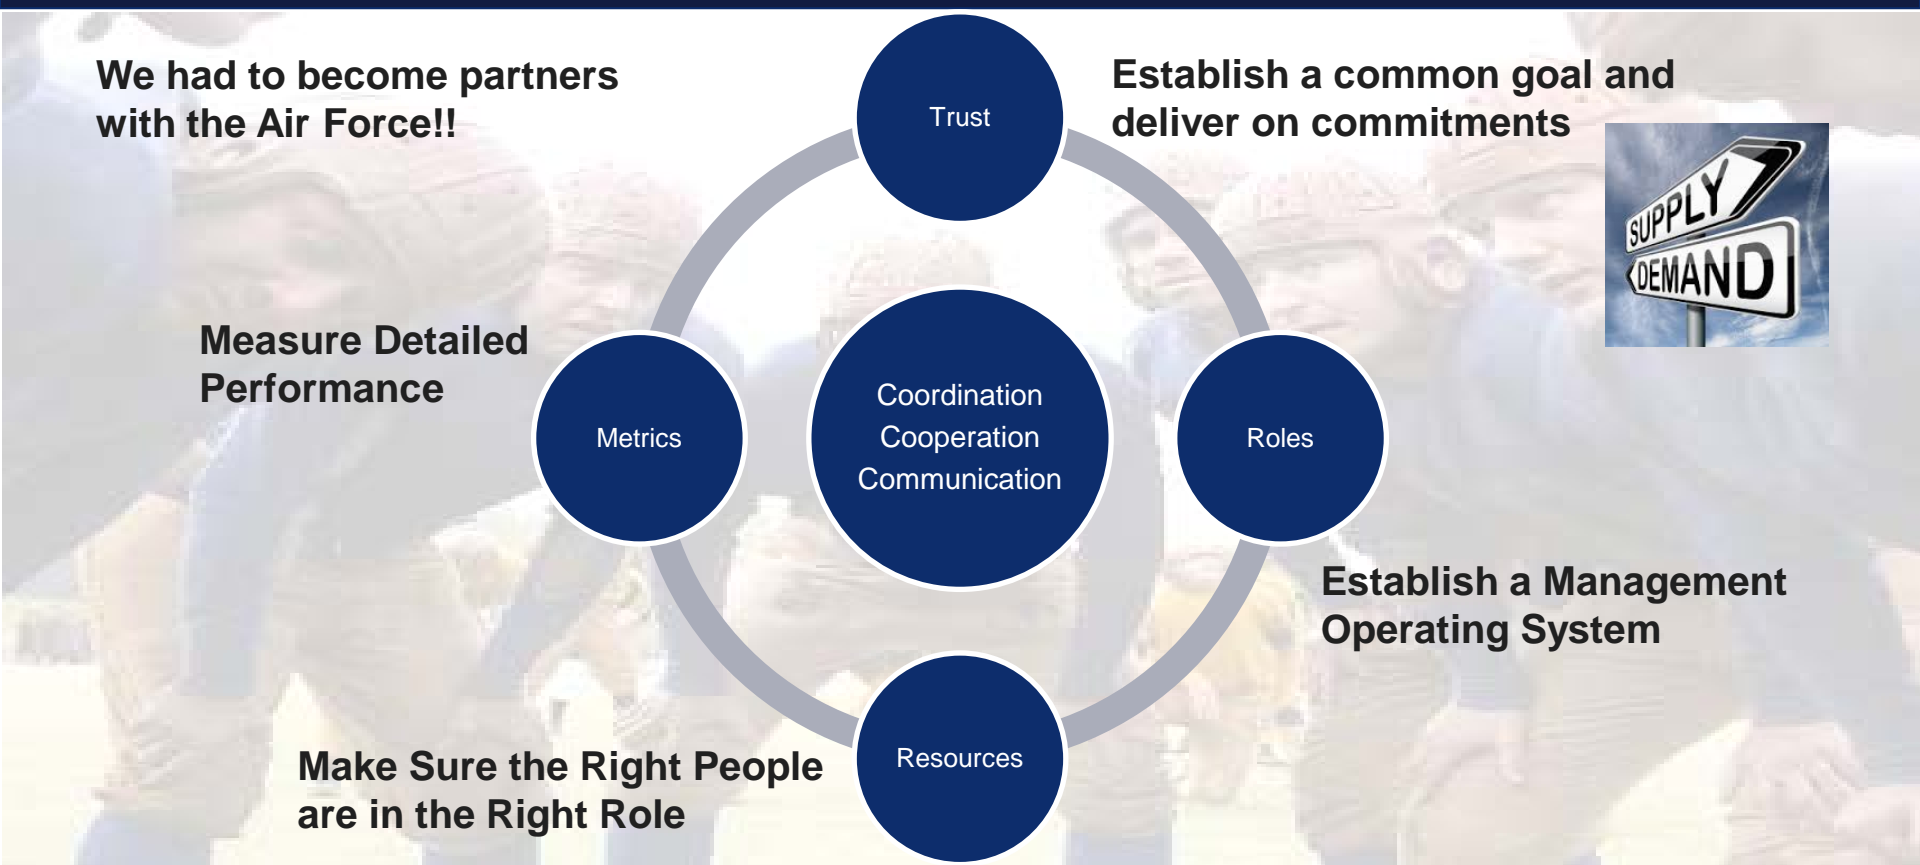 We had to become partners
with the Air Force!!
Trust
Establish a common goal and
deliver on commitments
SUPPLY
DEMAND
Measure Detailed
Performance
Metrics
Coordination
Cooperation
Communication
Roles
Establish a Management
Operating System
Make Sure the Right People
are in the Right Role
Resources